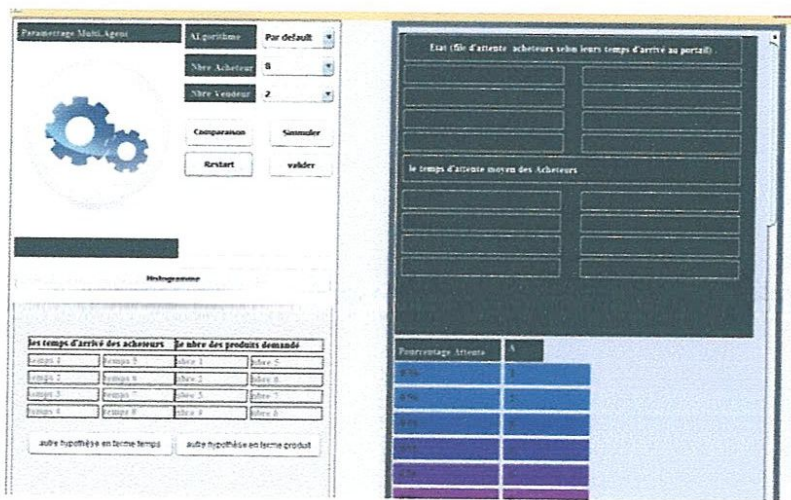 Parametrage Multi.Agent
ALgorithme Par default
Nbre Acheteur 8
Nbre Vendeur 2
Comparaison Simmuler
Restart valider
Histogramme
les temps d'arrivé des acheteurs le nbre des produits demandé
temps 1 temps 5 nbre 1 nbre 5
temps 2 temps 6 nbre 2 nbre 6
temps 3 temps 7 nbre 3 nbre 7
temps 4 temps 8 nbre 4 nbre 8
autre hypothèse en terme temps autre hypothèse en terme produit
Etat (file d'attente acheteurs selon leurs temps d'arrivé au portail)
le temps d'attente moyen des Acheteurs
Pourcentage Attente A